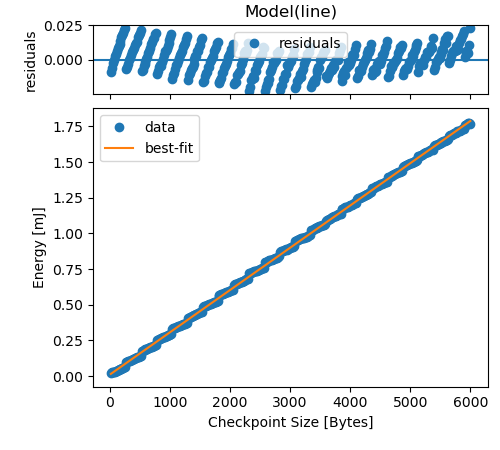 Model(line)
0.025
0.000
residuals
residuals
data
best-fit
1.75
1.50
1.25
1.00
0.75
0.50
0.25
0.00
Energy [mJ]
0 1000 2000 3000 4000 5000 6000
Checkpoint Size [Bytes]